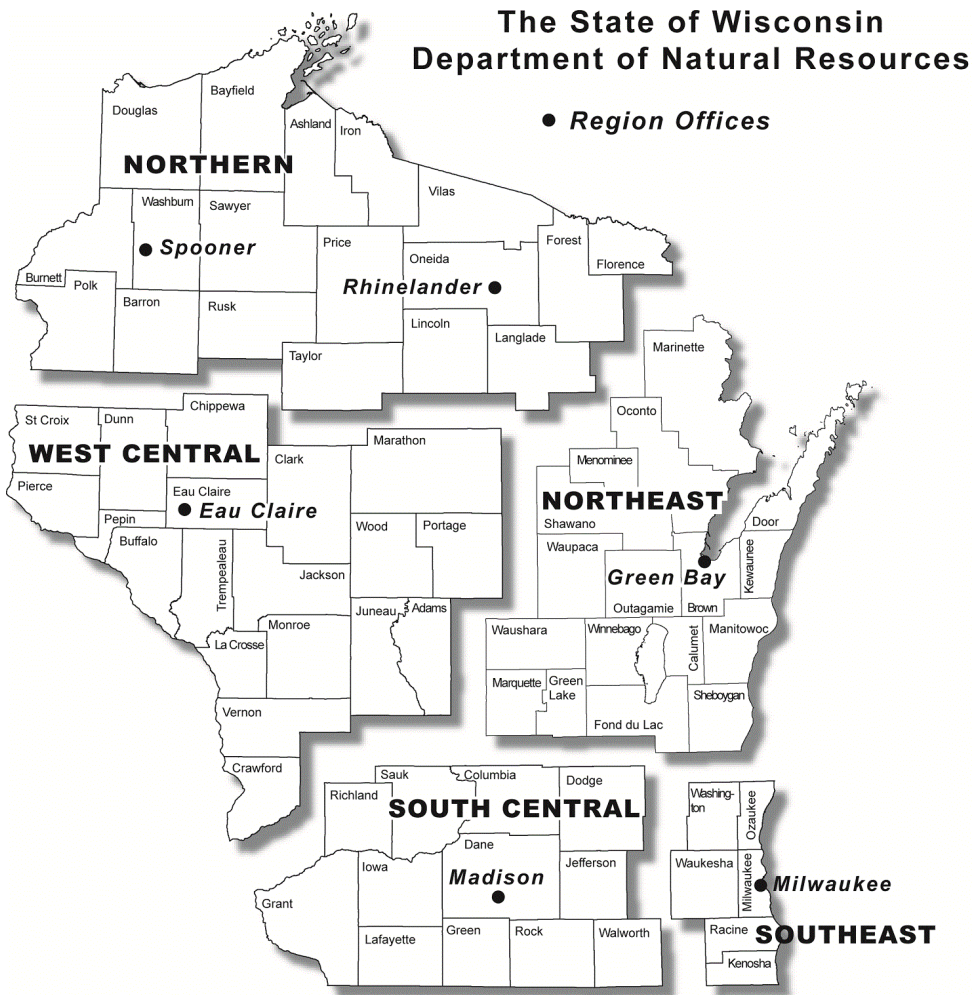 The State of Wisconsin
Department of Natural Resources
Region Offices
Douglas
Bayfield
Ashland
Iron
NORTHERN
Vilas
Washburn
Sawyer
Spooner
Price
Forest
Florence
Oneida
Burnett
Polk
Rhinelander
Barron
Rusk
Lincoln
Langlade
Taylor
Marinette
Chippewa
St Croix
Dunn
Oconto
WEST CENTRAL
Marathon
Clark
Menominee
Pierce
Eau Claire
Eau Claire
NORTHEAST
Pepin
Wood
Portage
Shawano
Door
Buffalo
Waupaca
Kewaunee
Trempealeau
Jackson
Green Bay
Juneau
Adams
Outagamie
Brown
Monroe
La Crosse
Waushara
Winnebago
Calumet
Manitowoc
Marquette
Green
Lake
Sheboygan
Vernon
Fond du Lac
Crawford
Sauk
Columbia
Dodge
Richland
SOUTH CENTRAL
Washing-
ton
Ozaukee
Dane
Iowa
Jefferson
Waukesha
Milwaukee
Madison
Milwaukee
Grant
Lafayette
Green
Rock
Walworth
Racine
SOUTHEAST
Kenosha